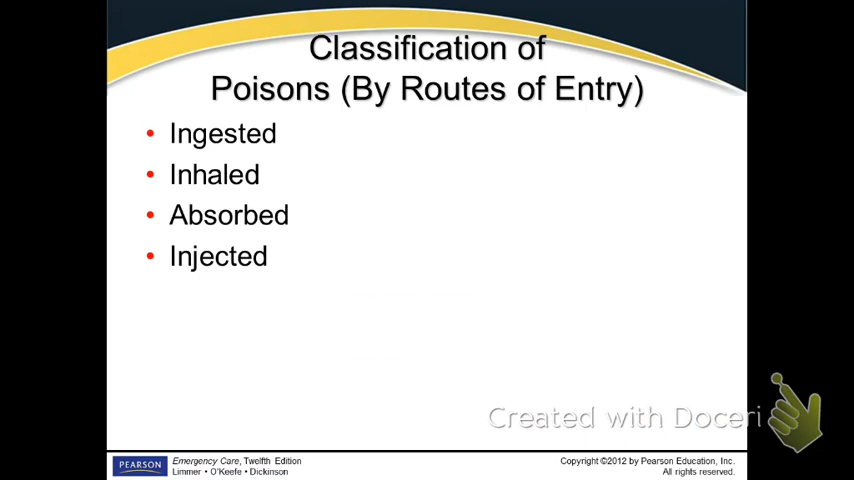 Classification of
Poisons (By Routes of Entry)
• Ingested
• Inhaled
• Absorbed
• Injected
Created with Doceri
PEARSON
Emergency Care, Twelfth Edition
Limmer • O'Keefe • Dickinson
Copyright ©2012 by Pearson Education, Inc.
All rights reserved.